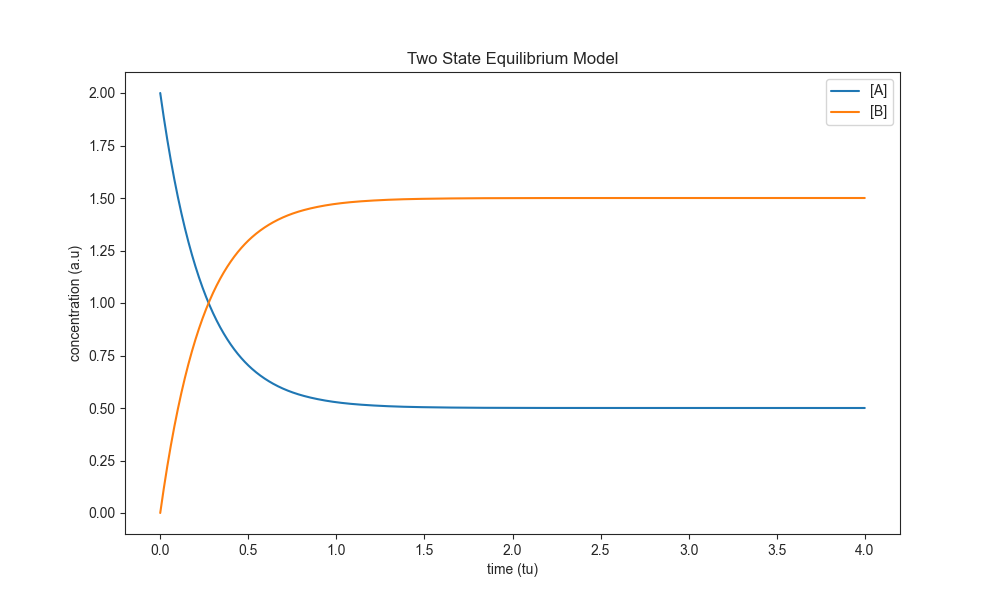 Two State Equilibrium Model
[A]
[B]
2.00
1.75
1.50
1.25
1.00
0.75
0.50
0.25
0.00
concentration (a.u)
0.0 0.5 1.0 1.5 2.0 2.5 3.0 3.5 4.0
time (tu)